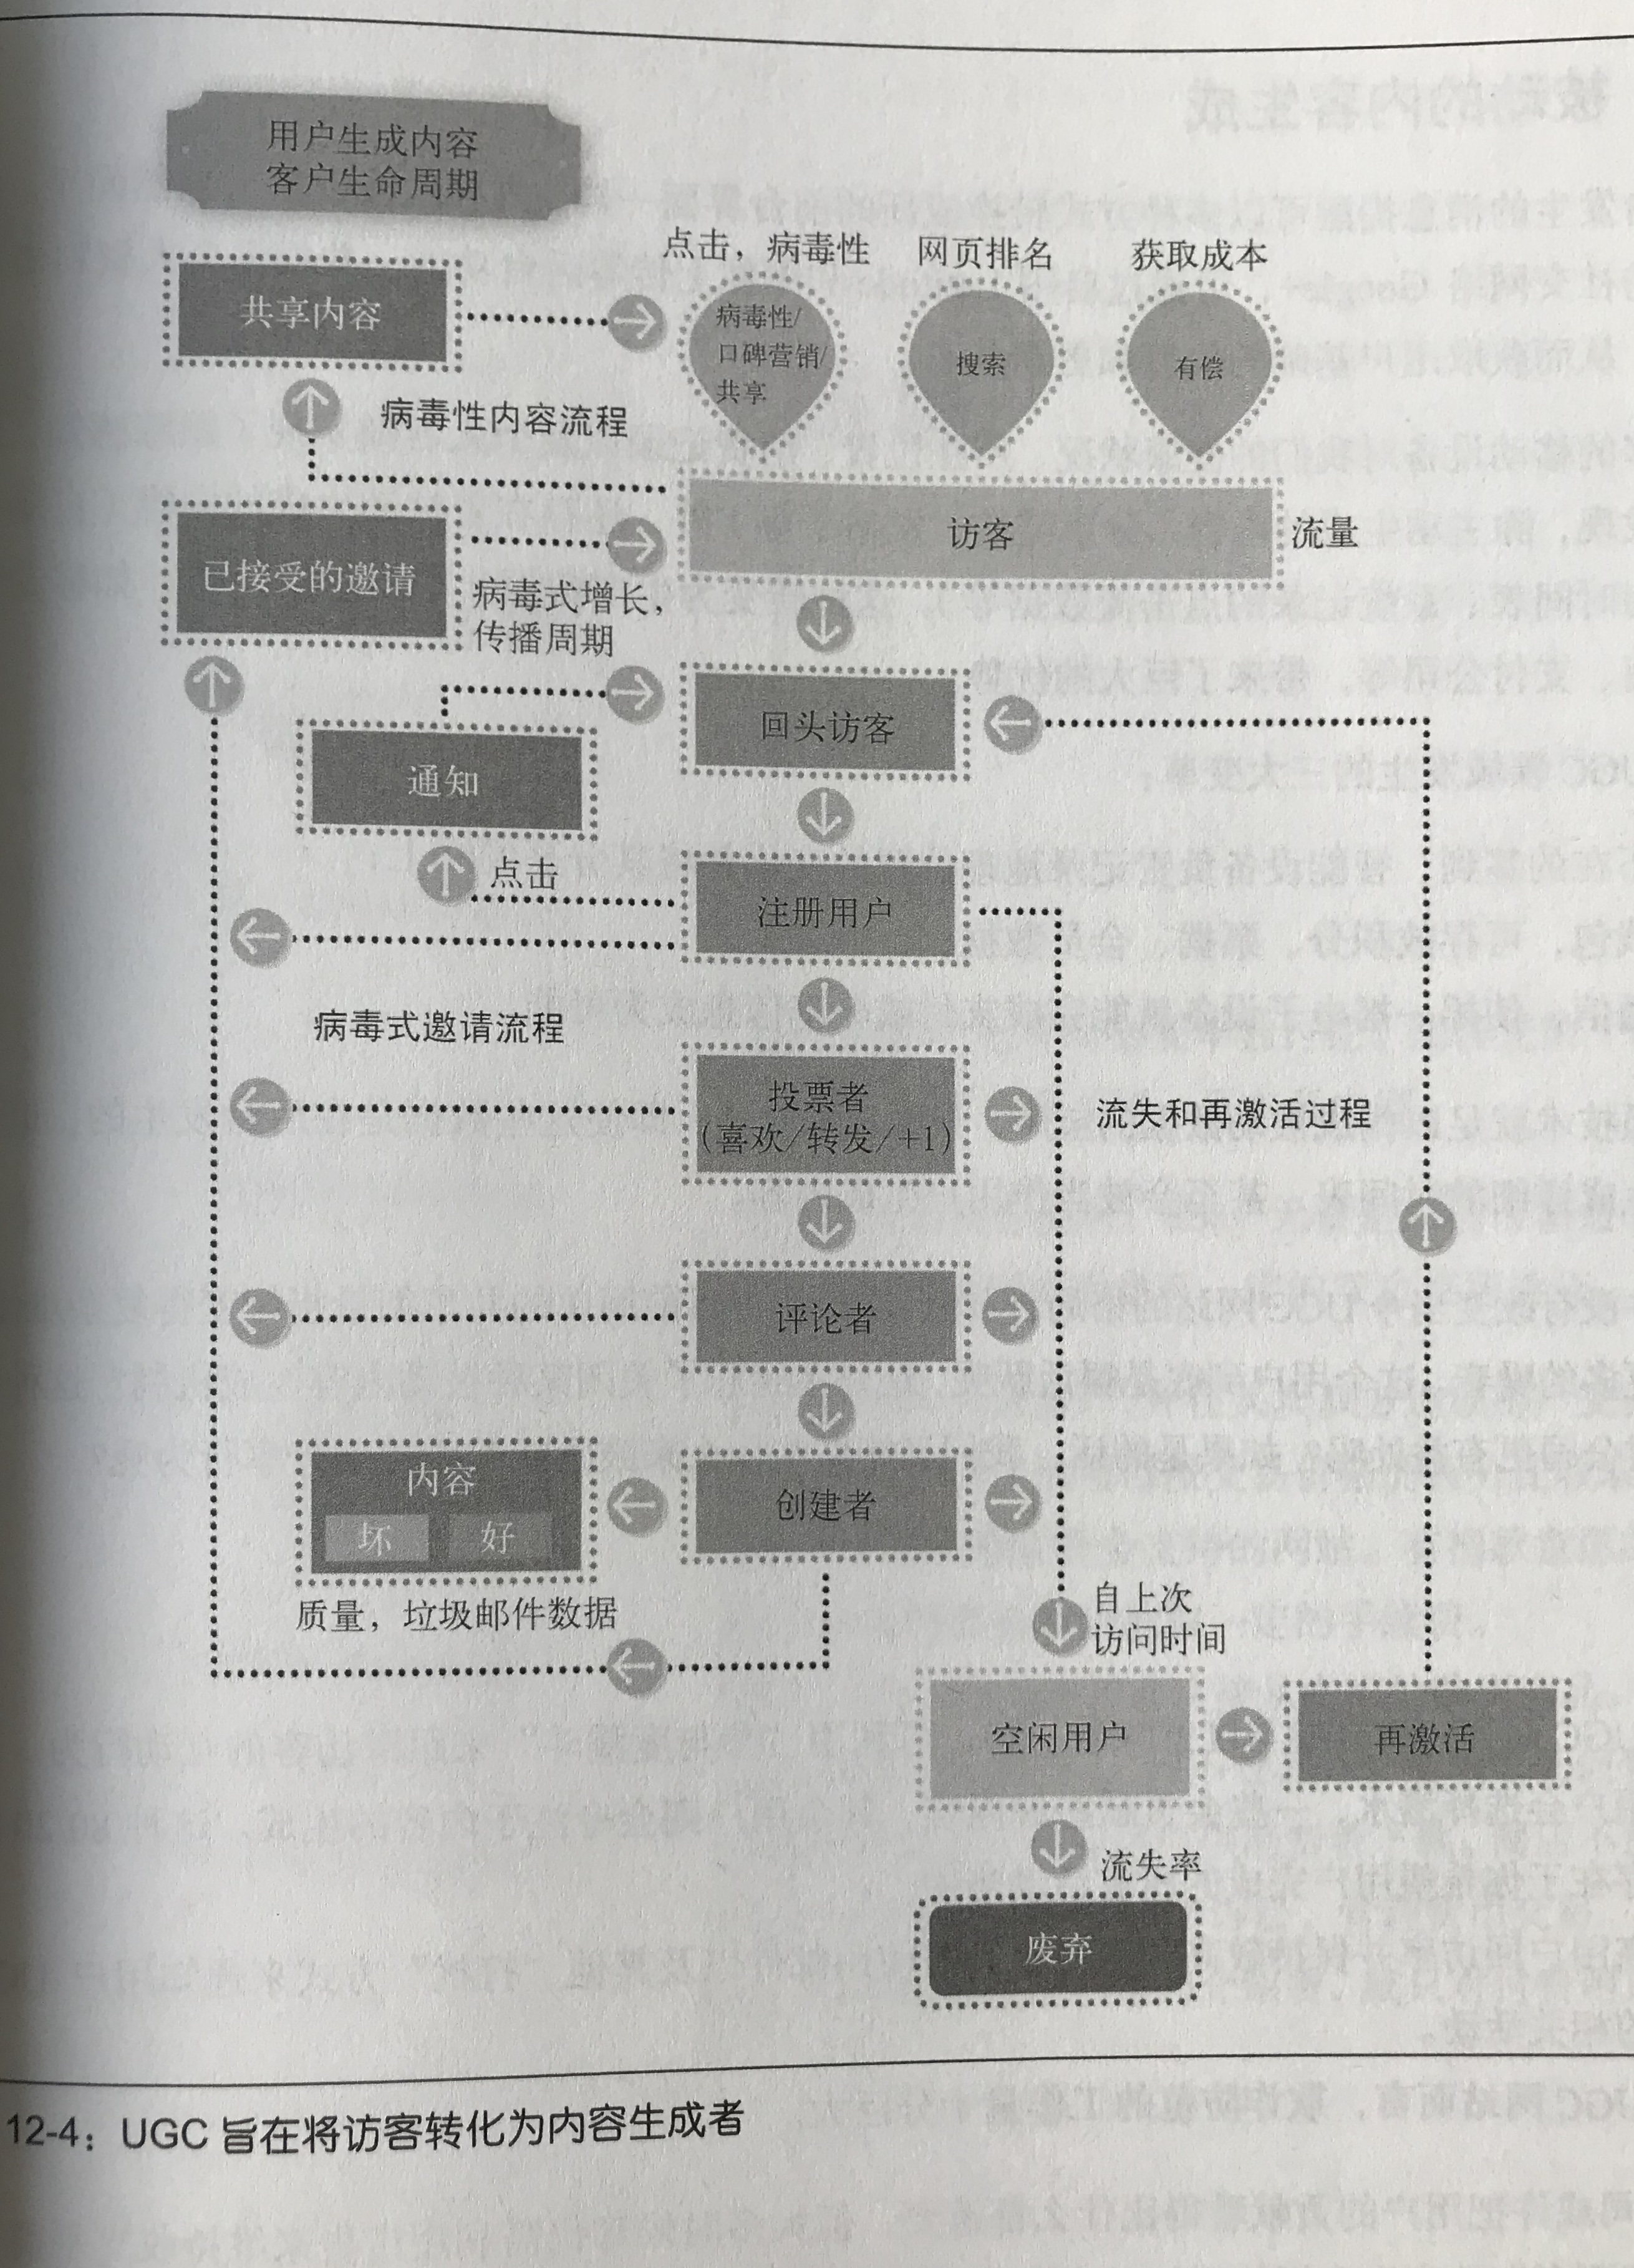 用户生成内容
客户生命周期
点击，病毒性
网页排名
获取成本
共享内容
病毒性/
口碑营销/
共享
搜索
有偿
病毒性内容流程
访客
流量
已接受的邀请
病毒式增长，
传播周期
回头访客
通知
点击
注册用户
病毒式邀请流程
投票者
(喜欢/转发/+1)
流失和再激活过程
评论者
内容
坏
好
创建者
质量，垃圾邮件数据
自上次
访问时间
空闲用户
再激活
流失率
废弃
12-4：UGC 旨在将访客转化为内容生成者